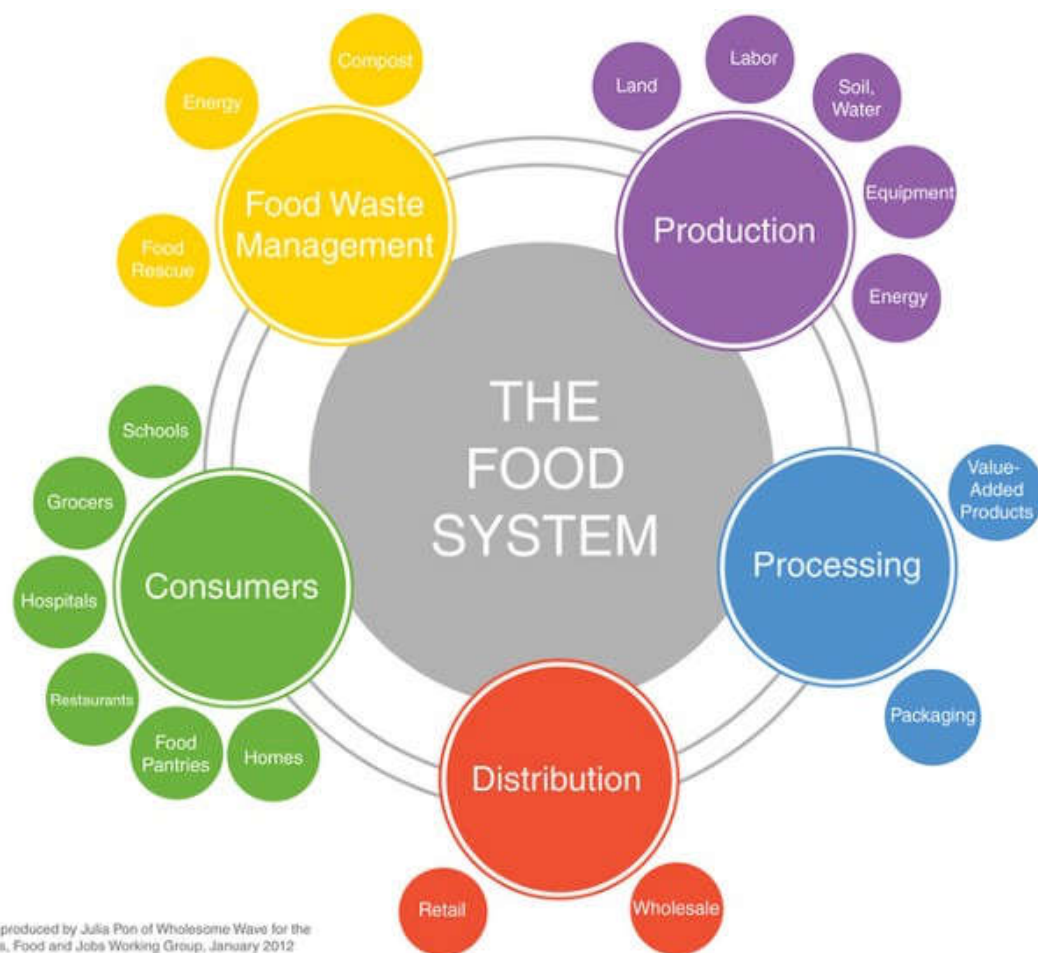 THE
FOOD
SYSTEM
Production
Land
Labor
Soil,
Water
Equipment
Energy
Processing
Value-
Added
Products
Packaging
Distribution
Wholesale
Retail
Consumers
Homes
Food
Pantries
Restaurants
Hospitals
Grocers
Schools
Food Waste
Management
Food
Rescue
Energy
Compost
produced by Julia Pon of Wholesome Wave for the
Food and Jobs Working Group, January 2012